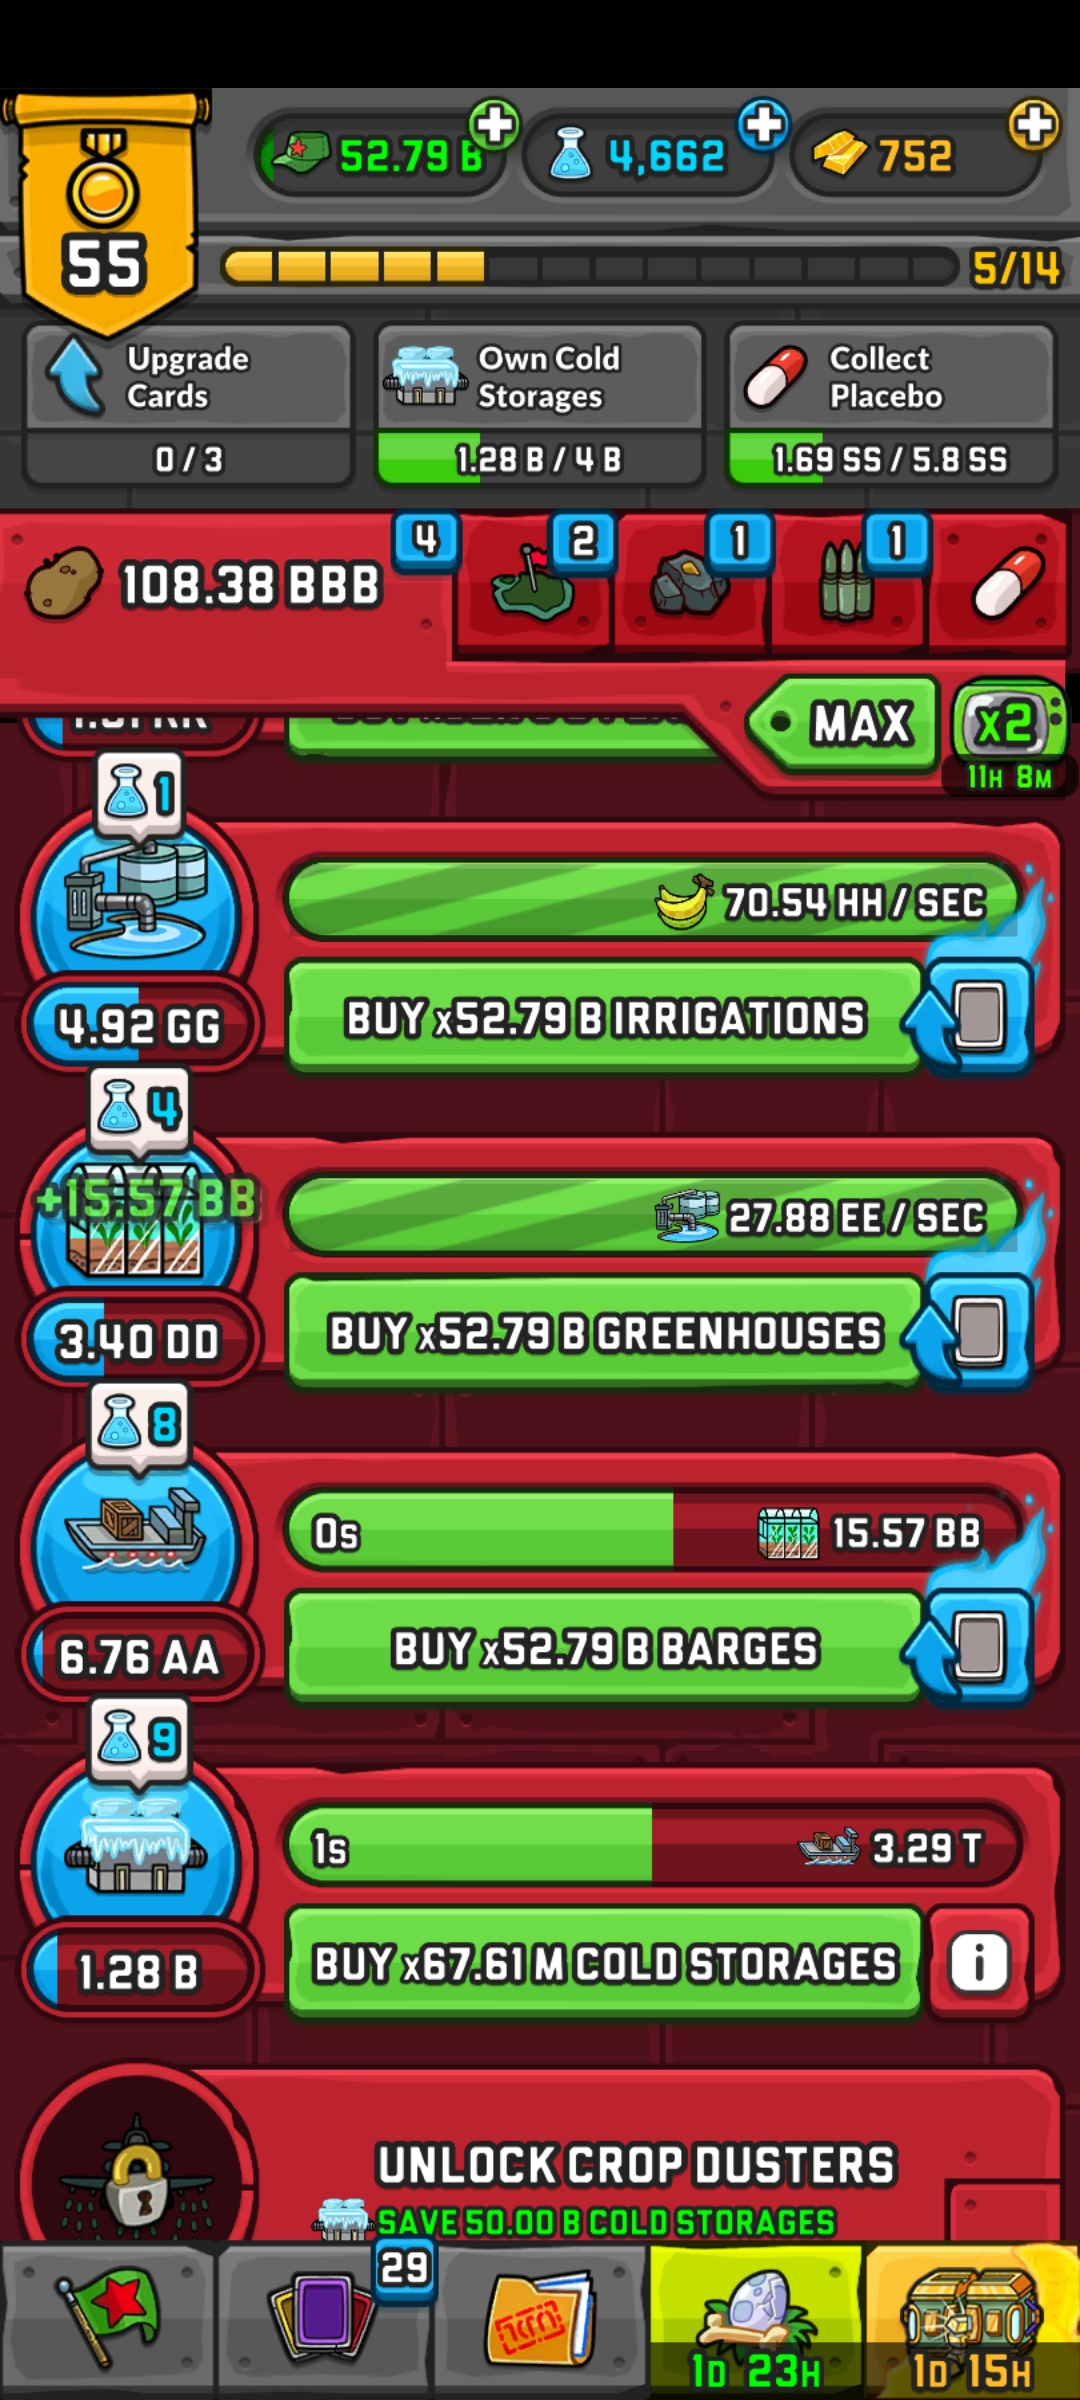 55
52.79 B
4,662
752
5/14
Upgrade
Cards
0 / 3
Own Cold
Storages
1.28 B / 4 B
Collect
Placebo
1.69 SS / 5.8 SS
108.38 BBB
4
2
1
1
MAX
x2
11H 8M
1
70.54 HH / SEC
4.92 GG
BUY x52.79 B IRRIGATIONS
4
+15.57 BB
27.88 EE / SEC
3.40 DD
BUY x52.79 B GREENHOUSES
8
0s
15.57 BB
6.76 AA
BUY x52.79 B BARGES
9
1s
3.29 T
1.28 B
BUY x67.61 M COLD STORAGES
i
UNLOCK CROP DUSTERS
SAVE 50.00 B COLD STORAGES
29
1D 23H
1D 15H